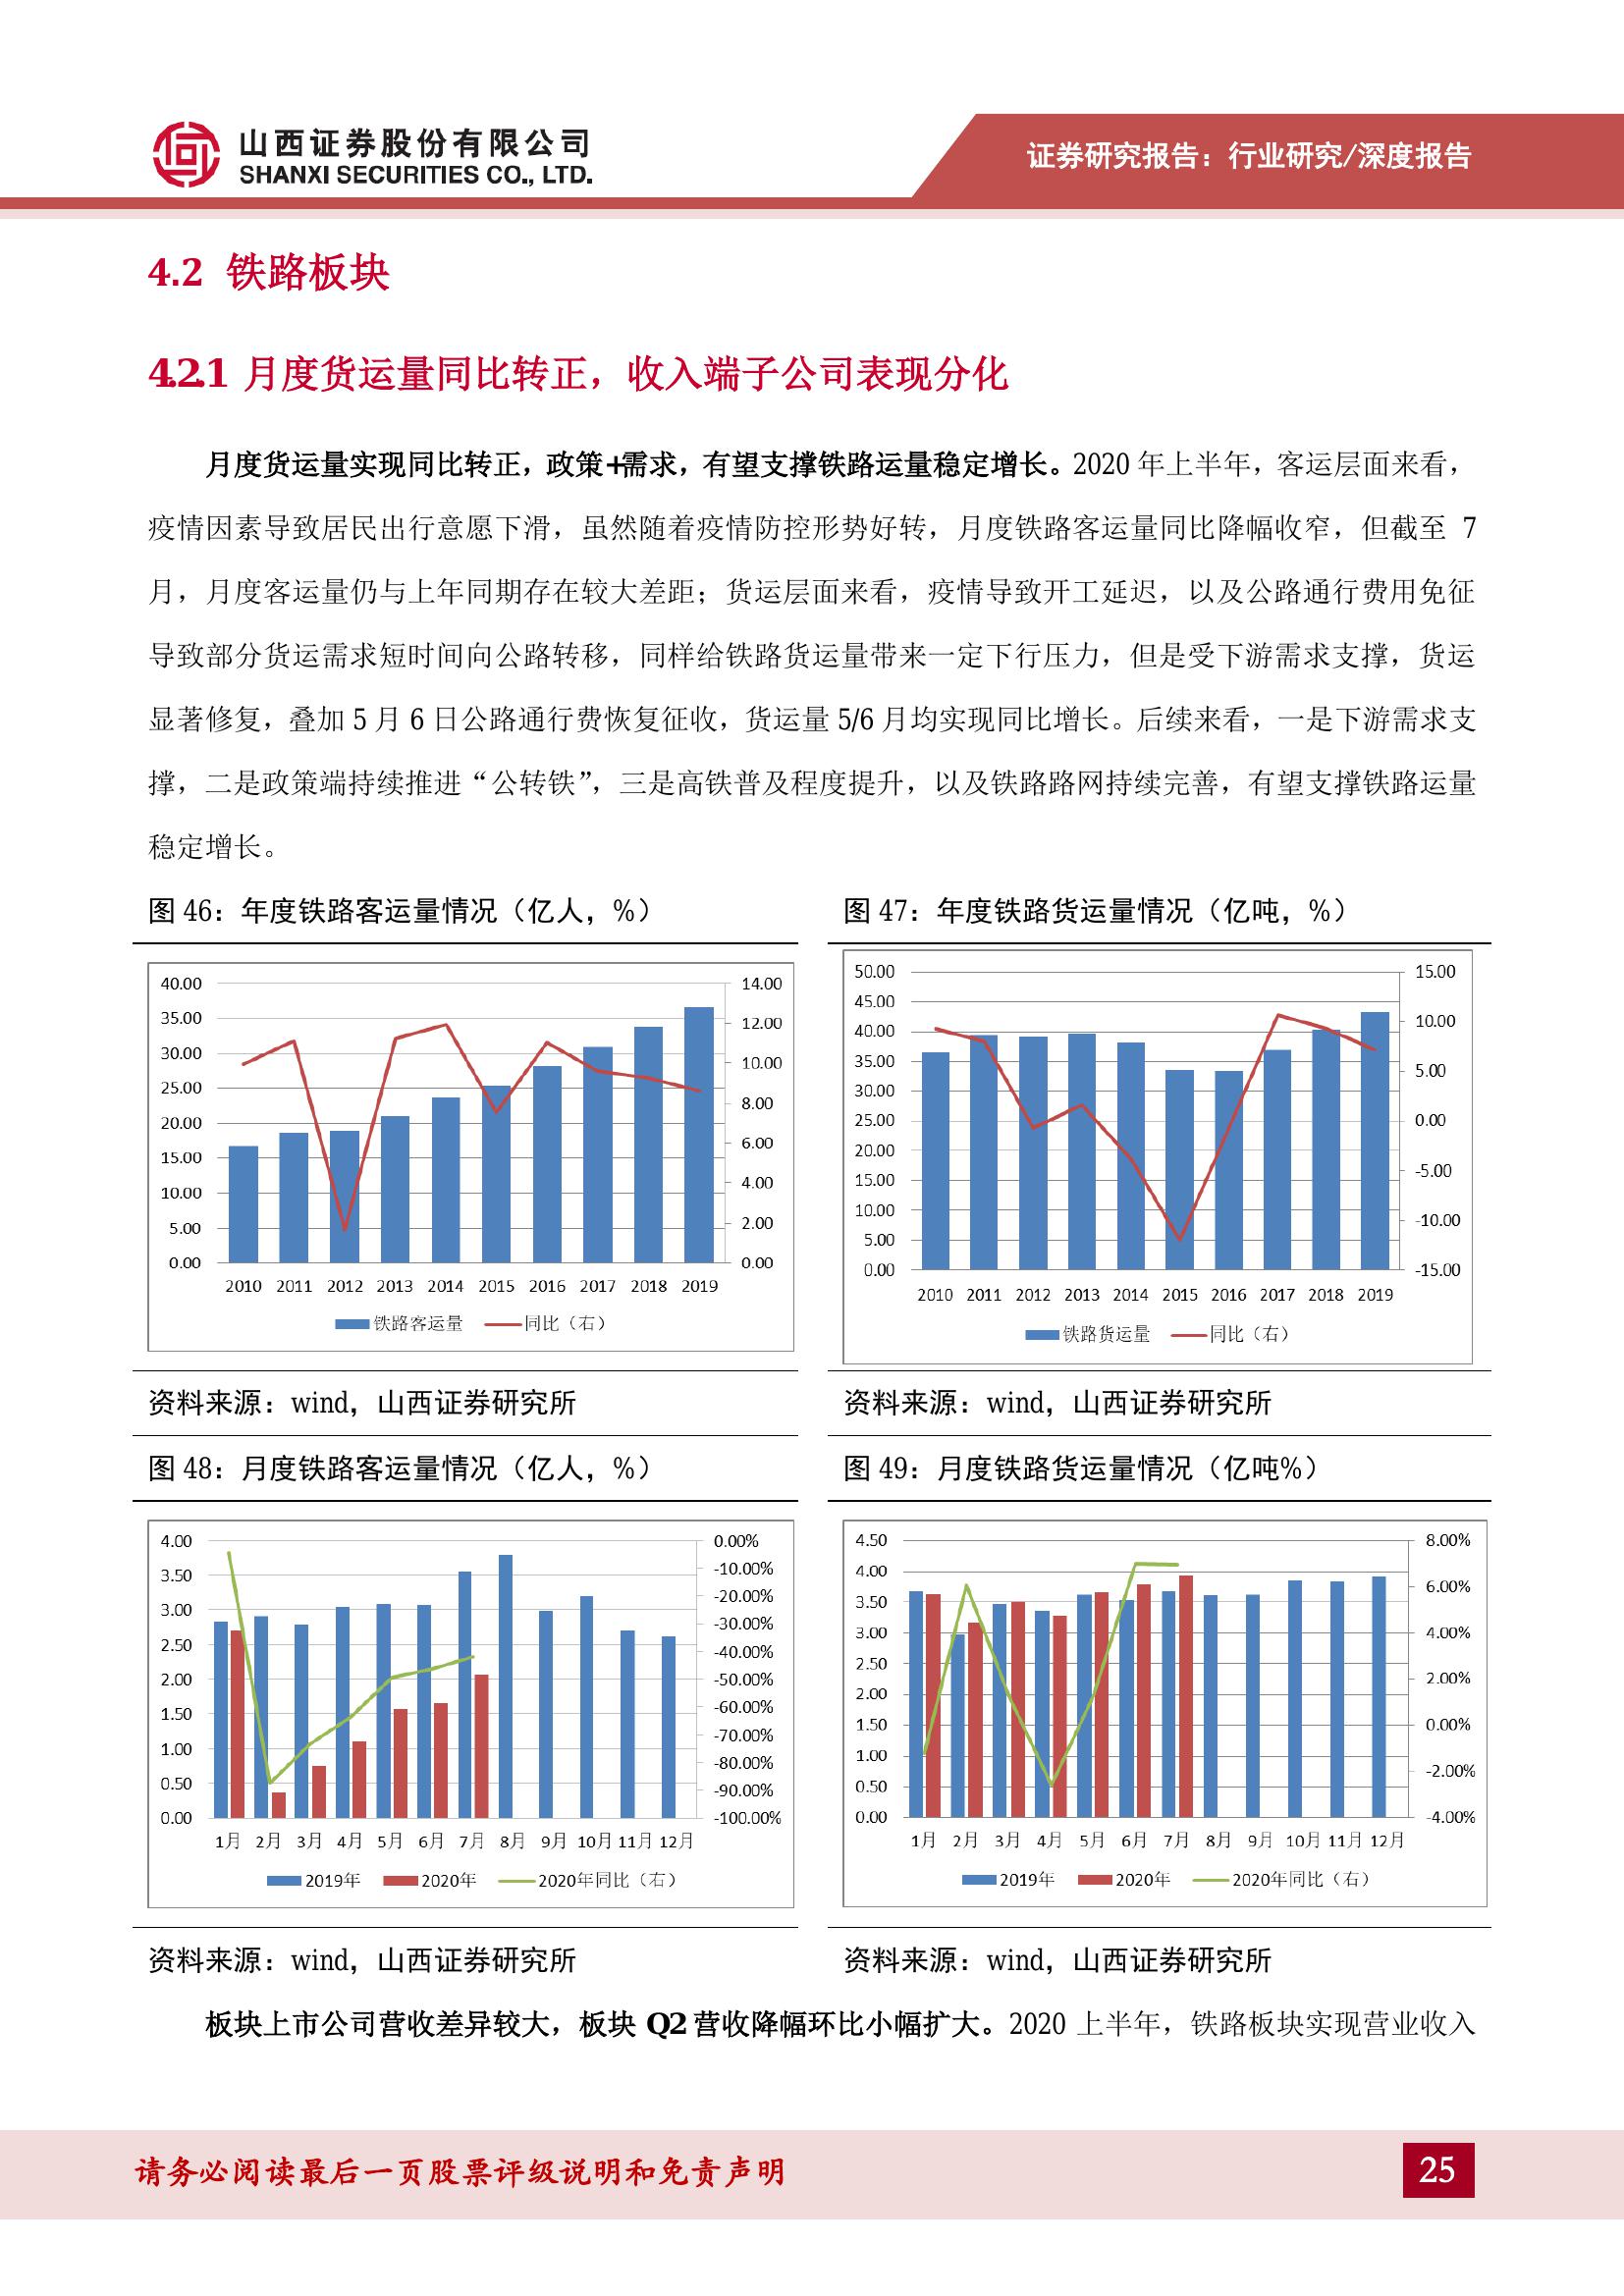 山西证券股份有限公司
SHANXI SECURITIES CO., LTD.
证券研究报告：行业研究/深度报告
4.2 铁路板块
4.2.1 月度货运量同比转正，收入端子公司表现分化
月度货运量实现同比转正，政策+需求，有望支撑铁路运量稳定增长。2020 年上半年，客运层面来看，
疫情因素导致居民出行意愿下滑，虽然随着疫情防控形势好转，月度铁路客运量同比降幅收窄，但截至 7
月，月度客运量仍与上年同期存在较大差距；货运层面来看，疫情导致开工延迟，以及公路通行费用免征
导致部分货运需求短时间向公路转移，同样给铁路货运量带来一定下行压力，但是受下游需求支撑，货运
显著修复，叠加 5 月 6 日公路通行费恢复征收，货运量 5/6 月均实现同比增长。后续来看，一是下游需求支
撑，二是政策端持续推进“公转铁”，三是高铁普及程度提升，以及铁路路网持续完善，有望支撑铁路运量
稳定增长。
图 46：年度铁路客运量情况（亿人，%）
40.00
35.00
30.00
25.00
20.00
15.00
10.00
5.00
0.00
14.00
12.00
10.00
8.00
6.00
4.00
2.00
0.00
2010 2011 2012 2013 2014 2015 2016 2017 2018 2019
铁路客运量 同比（右）
资料来源：wind，山西证券研究所
图 47：年度铁路货运量情况（亿吨，%）
50.00
45.00
40.00
35.00
30.00
25.00
20.00
15.00
10.00
5.00
0.00
15.00
10.00
5.00
0.00
-5.00
-10.00
-15.00
2010 2011 2012 2013 2014 2015 2016 2017 2018 2019
铁路货运量 同比（右）
资料来源：wind，山西证券研究所
图 48：月度铁路客运量情况（亿人，%）
4.00
3.50
3.00
2.50
2.00
1.50
1.00
0.50
0.00
0.00%
-10.00%
-20.00%
-30.00%
-40.00%
-50.00%
-60.00%
-70.00%
-80.00%
-90.00%
-100.00%
1月 2月 3月 4月 5月 6月 7月 8月 9月 10月 11月 12月
2019年 2020年 2020年同比（右）
资料来源：wind，山西证券研究所
图 49：月度铁路货运量情况（亿吨%）
4.50
4.00
3.50
3.00
2.50
2.00
1.50
1.00
0.50
0.00
8.00%
6.00%
4.00%
2.00%
0.00%
-2.00%
-4.00%
1月 2月 3月 4月 5月 6月 7月 8月 9月 10月 11月 12月
2019年 2020年 2020年同比（右）
资料来源：wind，山西证券研究所
板块上市公司营收差异较大，板块 Q2 营收降幅环比小幅扩大。2020 上半年，铁路板块实现营业收入
请务必阅读最后一页股票评级说明和免责声明
25